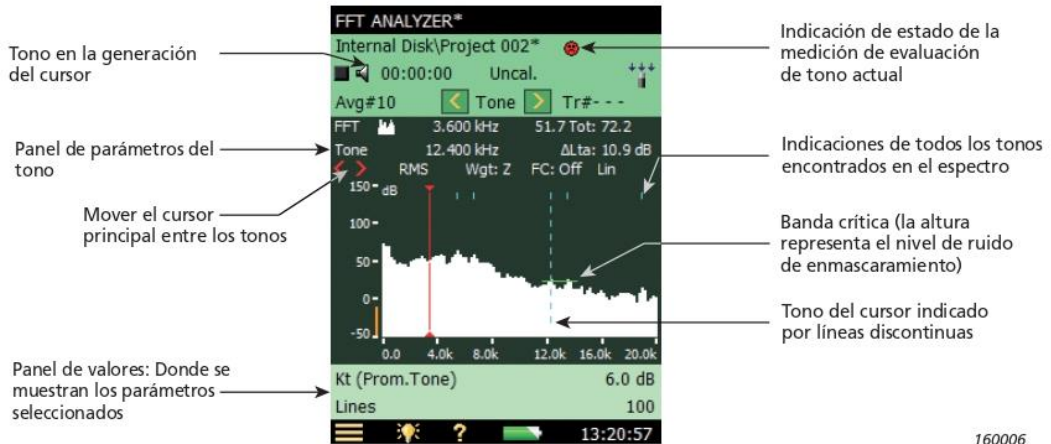 FFT ANALYZER*
Internal Disk\Project 002*
00:00:00 Uncal.
Avg#10 < Tone > Tr#- - -
FFT 3.600 kHz 51.7 Tot: 72.2
Tone 12.400 kHz ΔLta: 10.9 dB
< > RMS Wgt: Z FC: Off Lin
150 dB
100
50
0
-50
0.0 4.0k 8.0k 12.0k 16.0k 20.0k
Kt (Prom.Tone) 6.0 dB
Lines 100
? 13:20:57
Tono en la generación
del cursor
Panel de parámetros del
tono
Mover el cursor
principal entre los tonos
Panel de valores: Donde se
muestran los parámetros
seleccionados
Indicación de estado de la
medición de evaluación
de tono actual
Indicaciones de todos los tonos
encontrados en el espectro
Banda crítica (la altura
representa el nivel de ruido
de enmascaramiento)
Tono del cursor indicado
por líneas discontinuas
160006